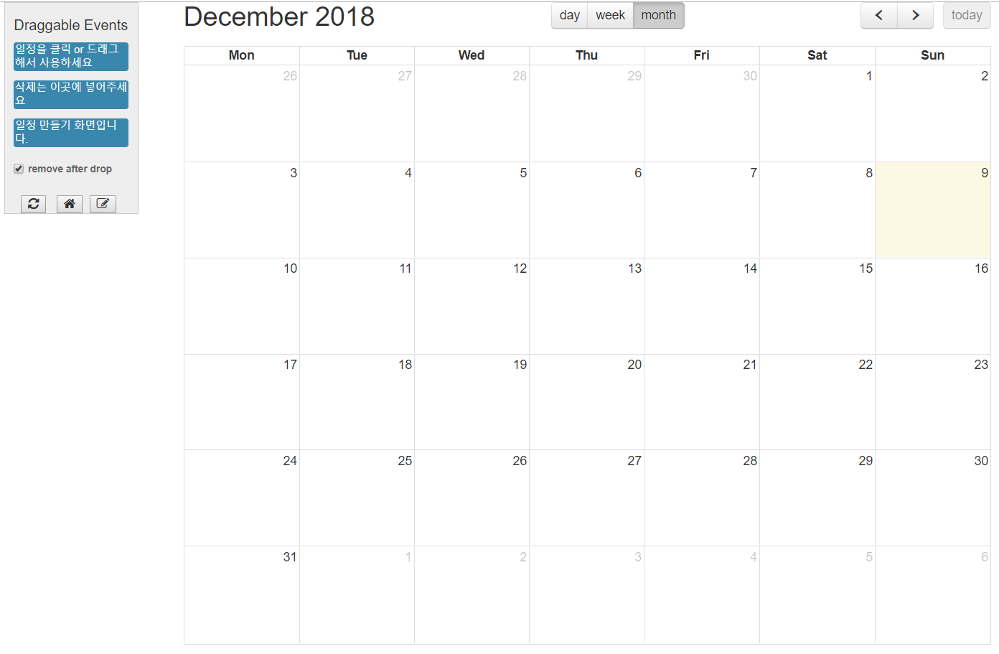 Draggable Events
일정을 클릭 or 드래그
해서 사용하세요
삭제는 이곳에 넣어주세
요
일정 만들기 화면입니
다.
remove after drop
December 2018
day week month
today
Mon Tue Wed Thu Fri Sat Sun
26 27 28 29 30 1 2
3 4 5 6 7 8 9
10 11 12 13 14 15 16
17 18 19 20 21 22 23
24 25 26 27 28 29 30
31 1 2 3 4 5 6